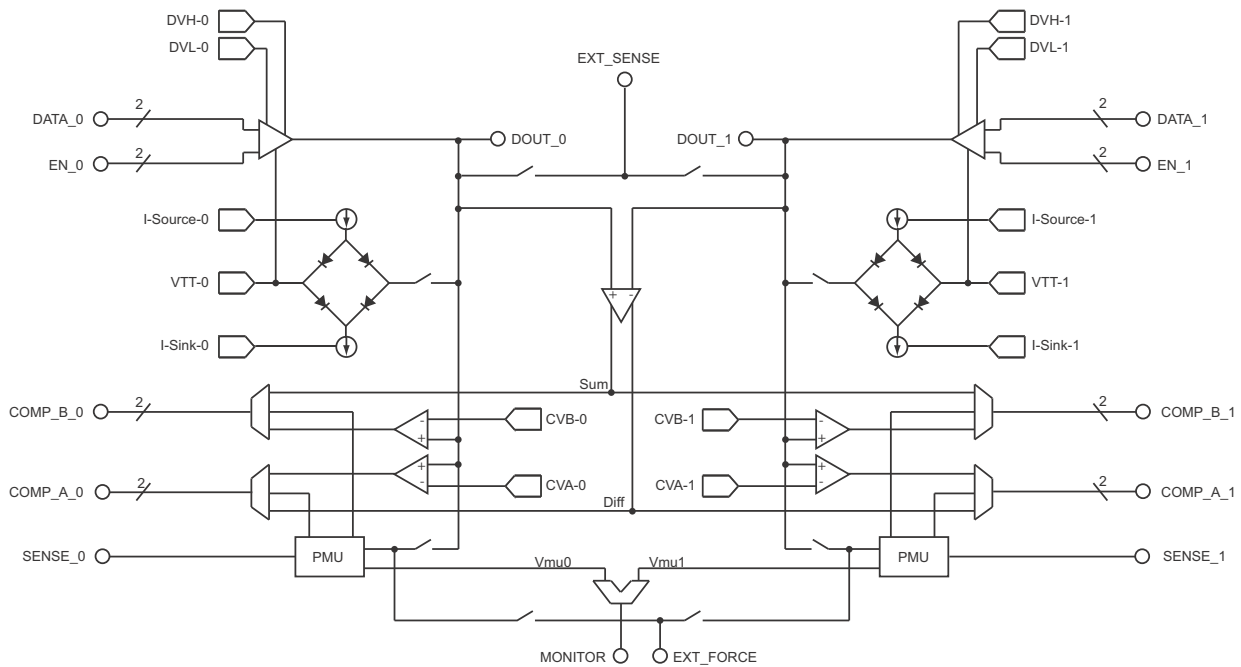 DVH-0
DVH-1
DVL-0
DVL-1
EXT_SENSE
2
2
DATA_0
DATA_1
DOUT_0
DOUT_1
2
2
EN_0
EN_1
I-Source-0
I-Source-1
VTT-0
VTT-1
+ -
I-Sink-0
I-Sink-1
Sum
2
2
COMP_B_0
COMP_B_1
CVB-0
CVB-1
-
+
-
+
+
-
+
-
2
2
COMP_A_0
COMP_A_1
CVA-0
CVA-1
Diff
SENSE_0
PMU
PMU
SENSE_1
Vmu0
Vmu1
MONITOR
EXT_FORCE